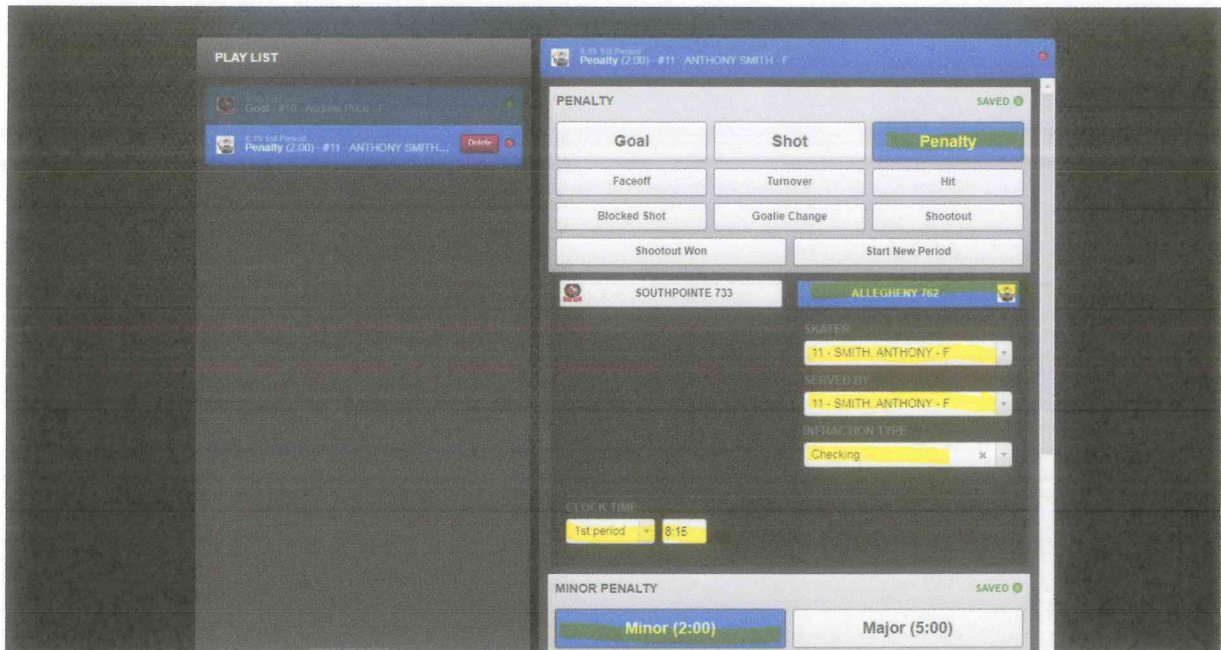 PLAY LIST
Goal - #10 Andrew Price - F
8:15 1st Period
Penalty (2:00) - #11 ANTHONY SMITH...
Delete
8:15 1st Period
Penalty (2:00) - #11 ANTHONY SMITH - F
PENALTY
SAVED
Goal
Shot
Penalty
Faceoff
Turnover
Hit
Blocked Shot
Goalie Change
Shootout
Shootout Won
Start New Period
SOUTHPOINTE 733
ALLEGHENY 762
SKATER
11 - SMITH, ANTHONY - F
SERVED BY
11 - SMITH, ANTHONY - F
INFRACTION TYPE
Checking
CLOCK TIME
1st period
8:15
MINOR PENALTY
SAVED
Minor (2:00)
Major (5:00)